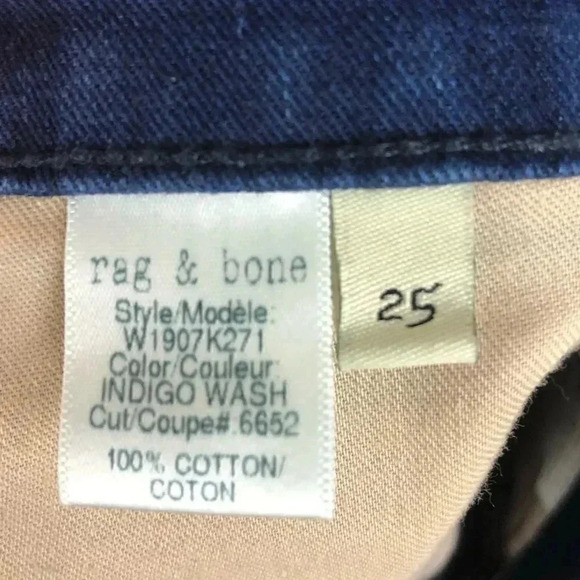 rag & bone
Style/Modèle:
W1907K271
Color/Couleur:
INDIGO WASH
Cut/Coupe#.6652
100% COTTON/
COTON
25